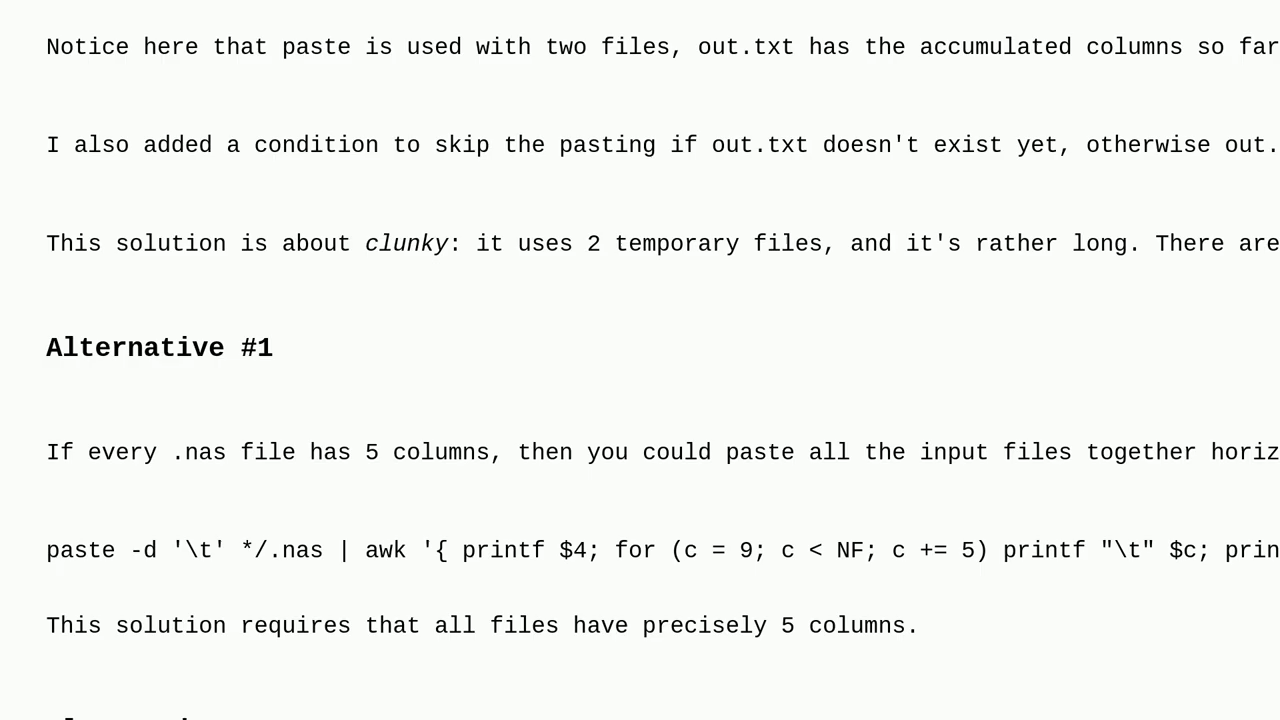 Notice here that paste is used with two files, out.txt has the accumulated columns so far
I also added a condition to skip the pasting if out.txt doesn't exist yet, otherwise out.
This solution is about clunky: it uses 2 temporary files, and it's rather long. There are
Alternative #1
If every .nas file has 5 columns, then you could paste all the input files together horiz
paste -d '\t' */.nas | awk '{ printf $4; for (c = 9; c < NF; c += 5) printf "\t" $c; prin
This solution requires that all files have precisely 5 columns.